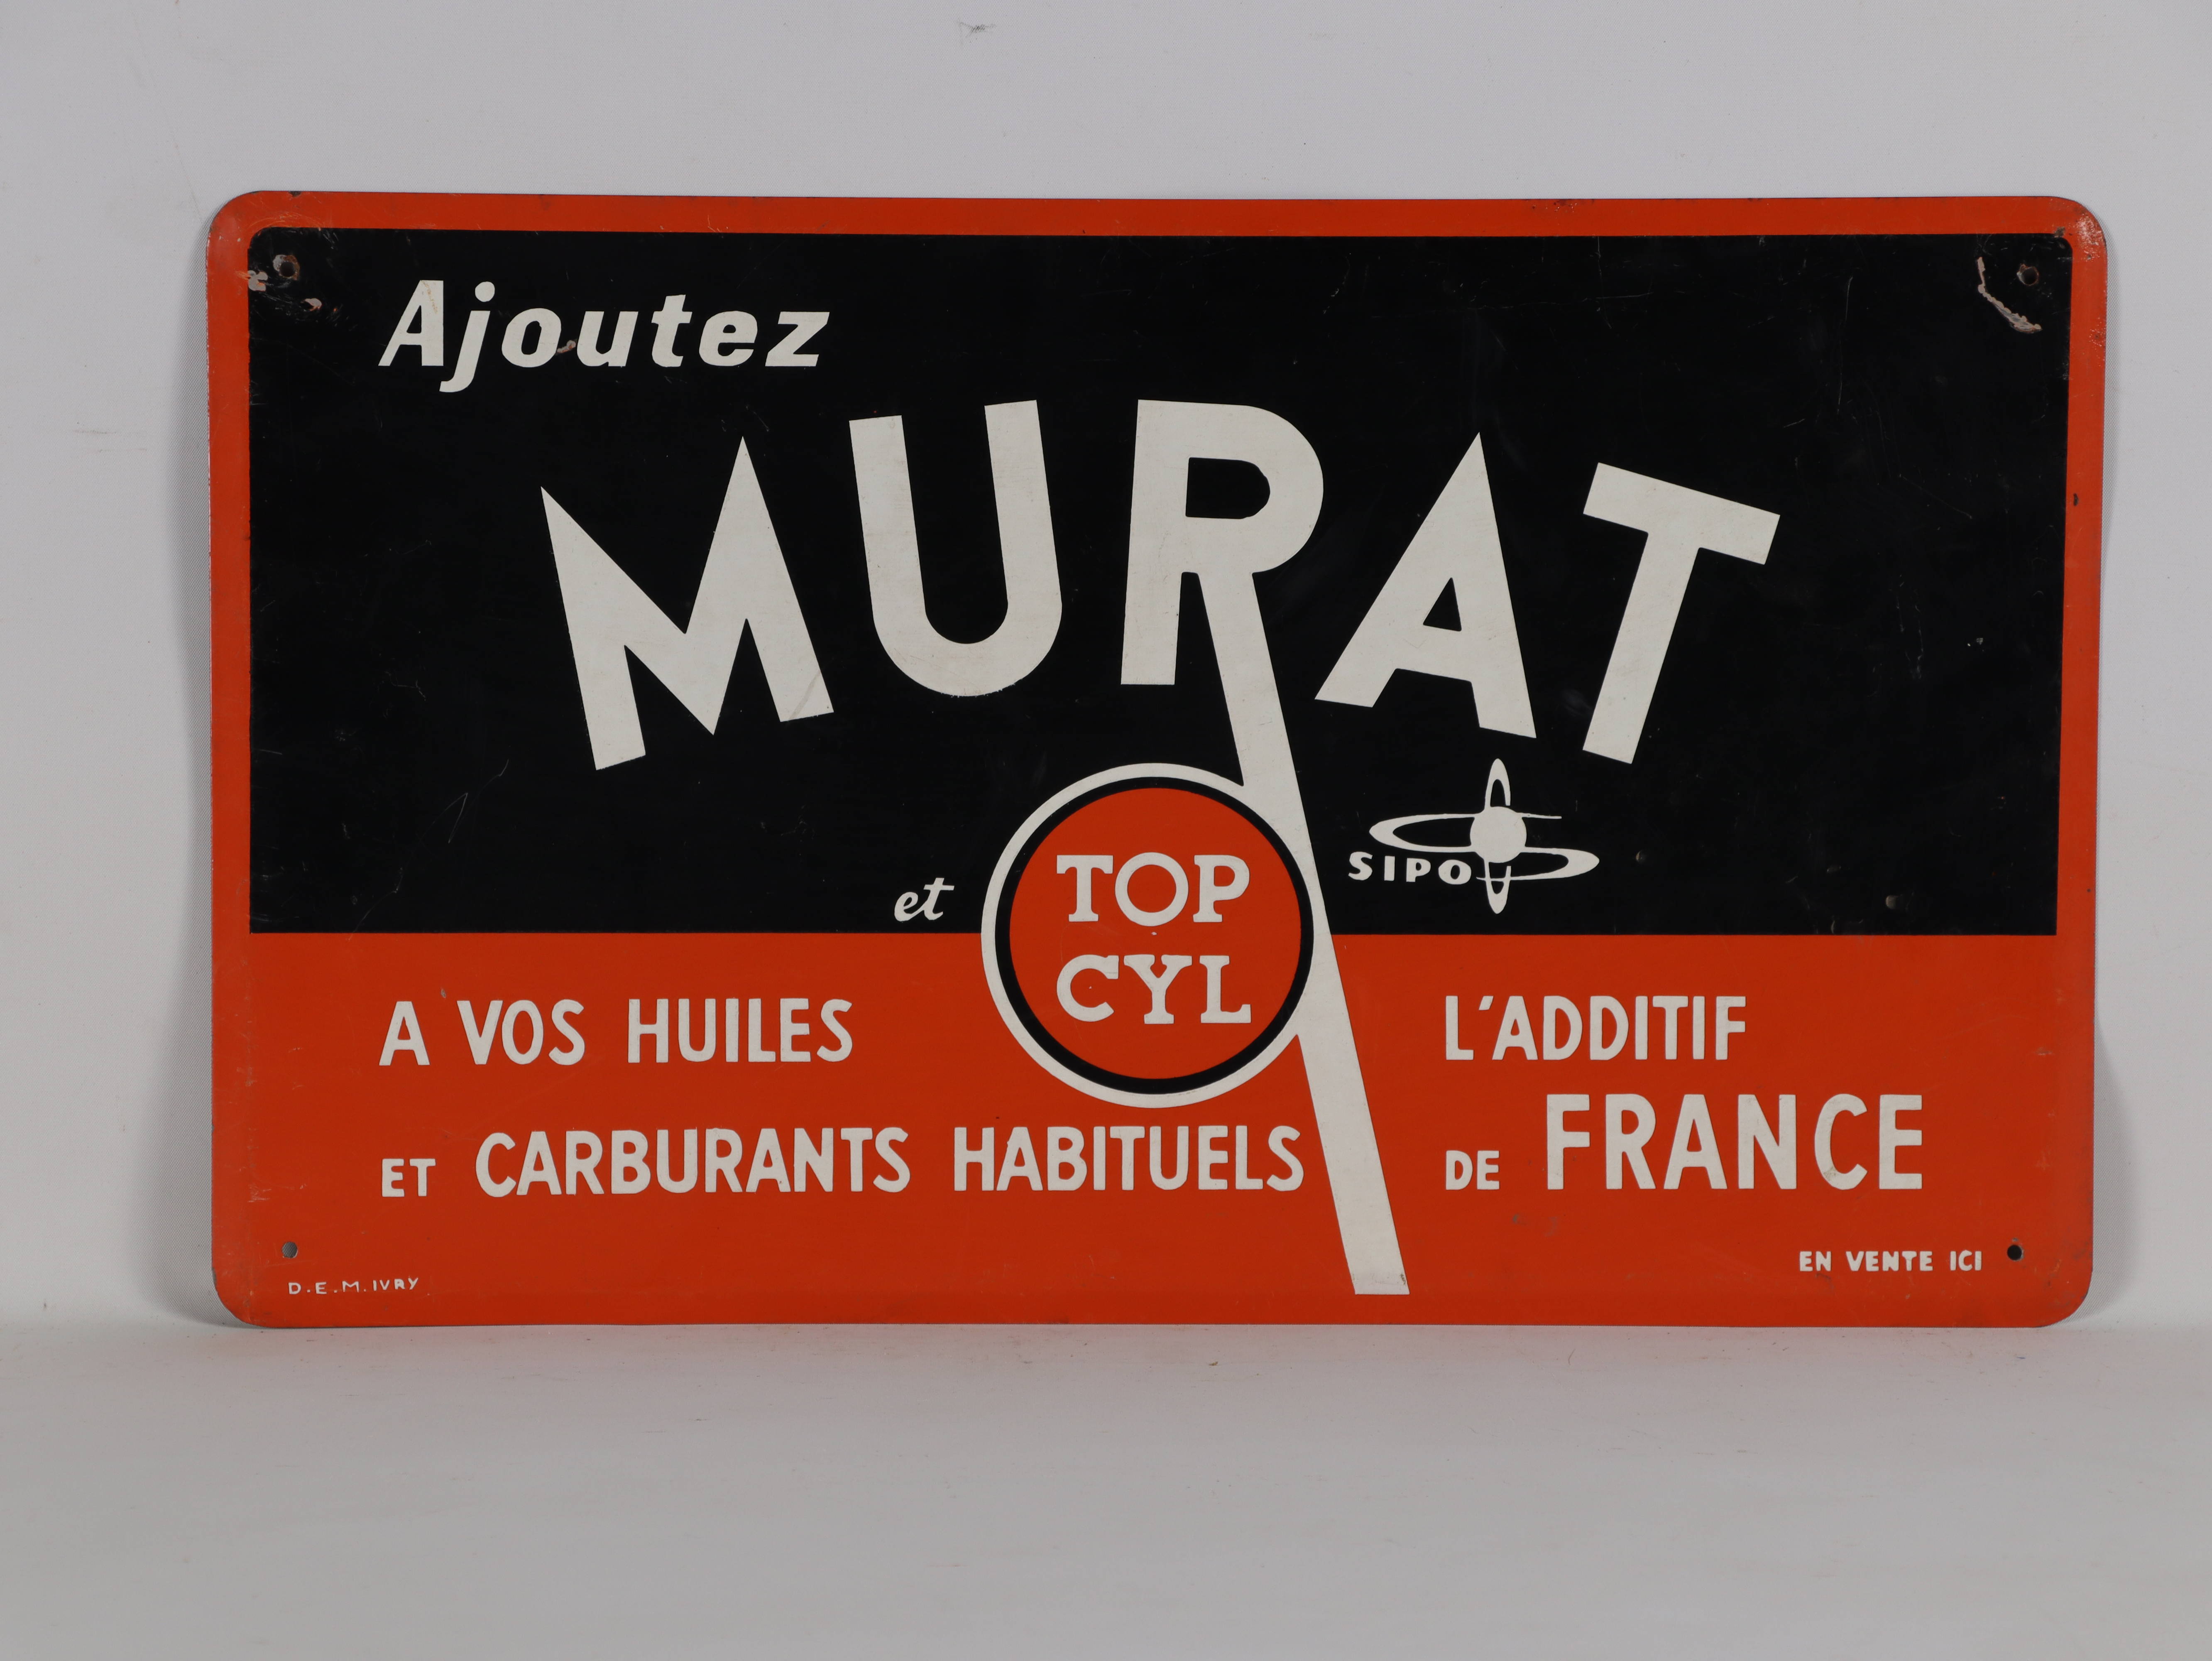 Ajoutez
MURAT
SIPO
et
TOP
CYL
A VOS HUILES
ET CARBURANTS HABITUELS
L'ADDITIF
DE FRANCE
EN VENTE ICI
D.E.M. IVRY